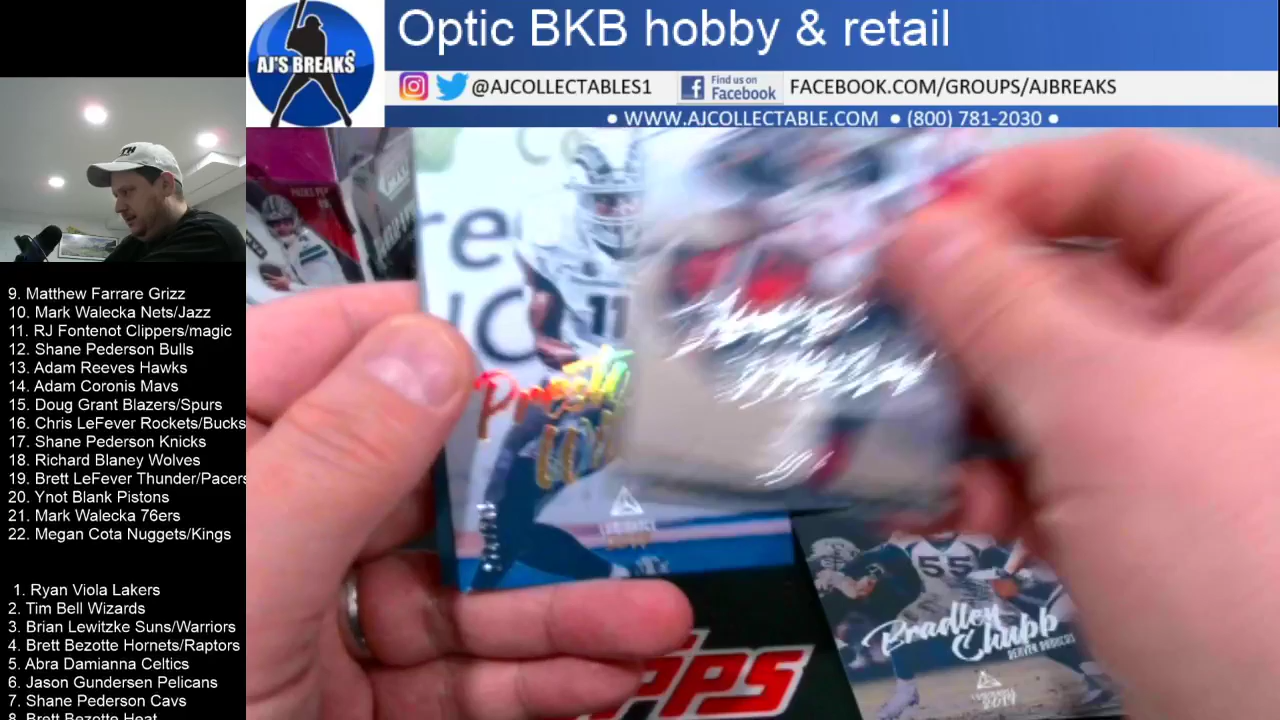 Optic BKB hobby & retail
AJ'S BREAKS
@AJCOLLECTABLES1
Find us on
Facebook
FACEBOOK.COM/GROUPS/AJBREAKS
● WWW.AJCOLLECTABLE.COM ● (800) 781-2030 ●
9. Matthew Farrare Grizz
10. Mark Walecka Nets/Jazz
11. RJ Fontenot Clippers/magic
12. Shane Pederson Bulls
13. Adam Reeves Hawks
14. Adam Coronis Mavs
15. Doug Grant Blazers/Spurs
16. Chris LeFever Rockets/Bucks
17. Shane Pederson Knicks
18. Richard Blaney Wolves
19. Brett LeFever Thunder/Pacers
20. Ynot Blank Pistons
21. Mark Walecka 76ers
22. Megan Cota Nuggets/Kings
1. Ryan Viola Lakers
2. Tim Bell Wizards
3. Brian Lewitzke Suns/Warriors
4. Brett Bezotte Hornets/Raptors
5. Abra Damianna Celtics
6. Jason Gundersen Pelicans
7. Shane Pederson Cavs
8. Brett Bezotte Heat
11
55
Bradley
Chubb
DENVER BRONCOS